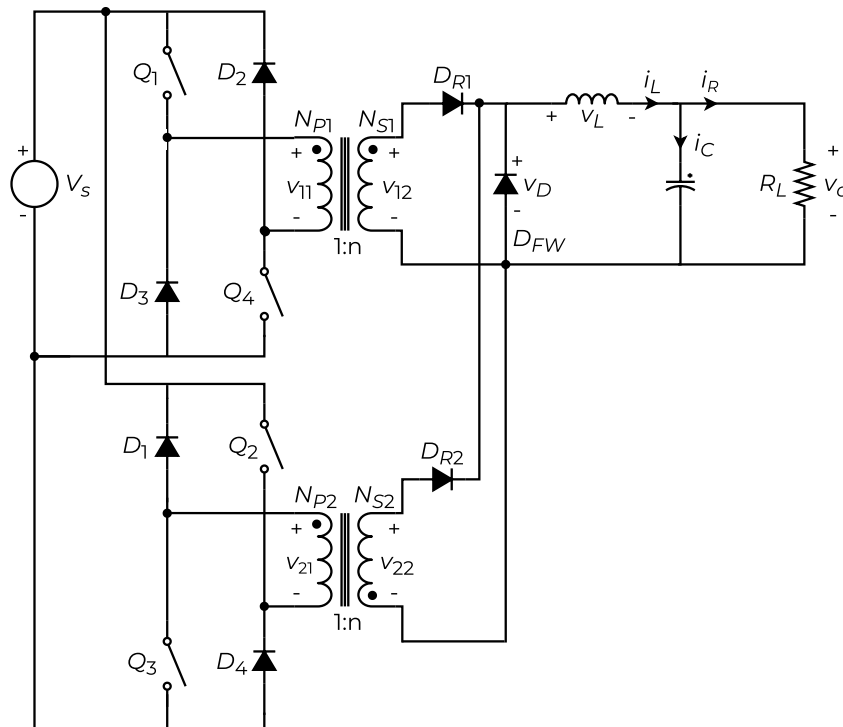 Q1
D2
DR1
iL
iR
NP1
NS1
+
vL
-
+
Vs
-
+
v11
-
+
v12
-
+
vD
-
iC
RL
+
-
1:n
DFW
D3
Q4
D1
Q2
DR2
NP2
NS2
+
v21
-
+
v22
-
1:n
Q3
D4